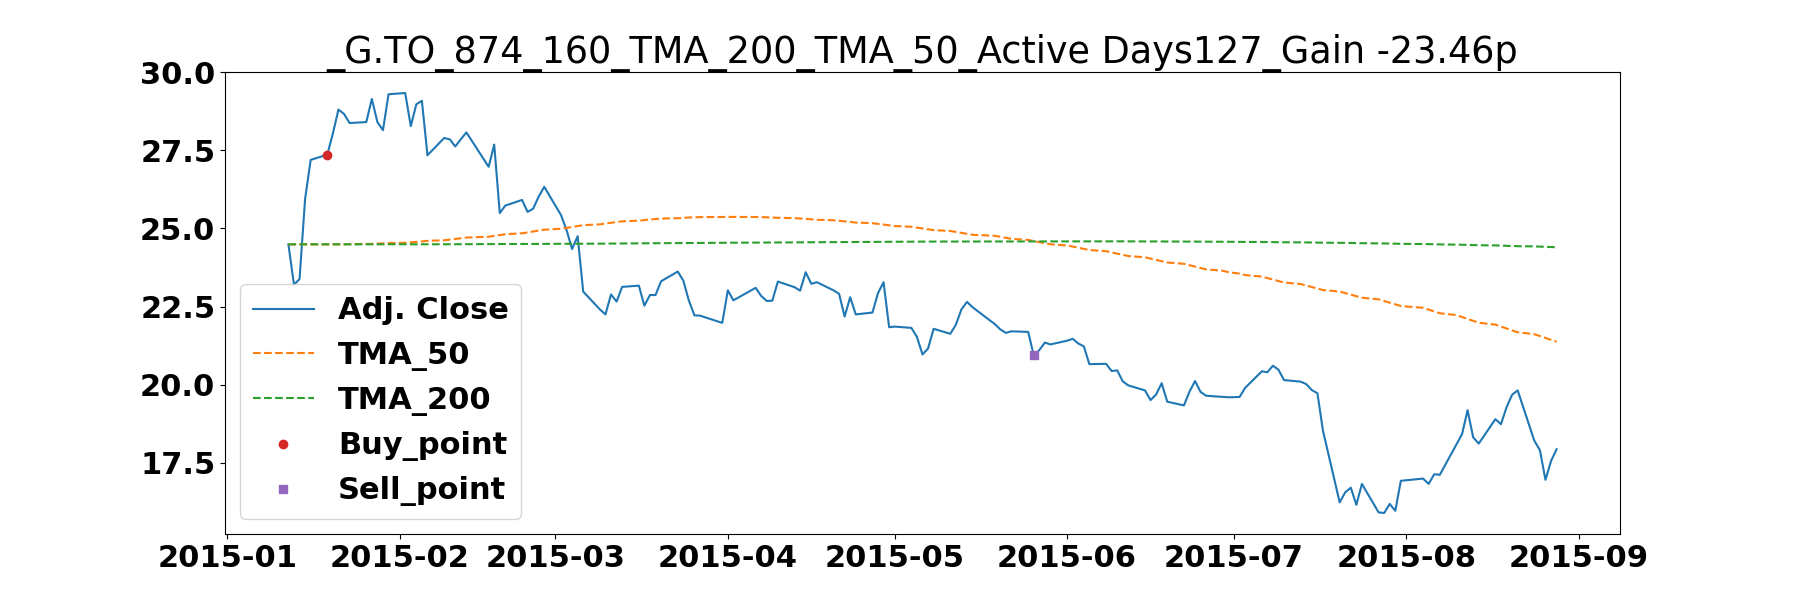 _G.TO_874_160_TMA_200_TMA_50_Active Days127_Gain -23.46p
30.0
27.5
25.0
22.5
20.0
17.5
Adj. Close
TMA_50
TMA_200
Buy_point
Sell_point
2015-01 2015-02 2015-03 2015-04 2015-05 2015-06 2015-07 2015-08 2015-09